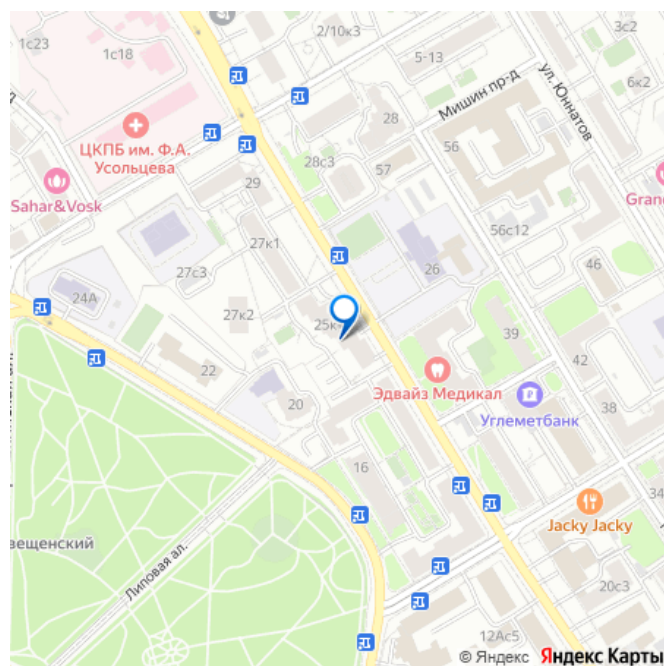 1с23
1с18
2/10к3
5-13
3с2
6к2
Мишин пр-д
ул. Юннатов
ЦКПБ им. Ф.А.
Усольцева
28
56
28с3
57
29
Sahar&Vosk
Gran
56с12
27к1
27с3
26
46
24А
27к2
25к
39
22
42
Эдвайз Медикал
Углеметбанк
38
20
16
34
Jacky Jacky
вещенский
Липовая ал.
20с3
12Ас5
© Яндекс Яндекс Карты